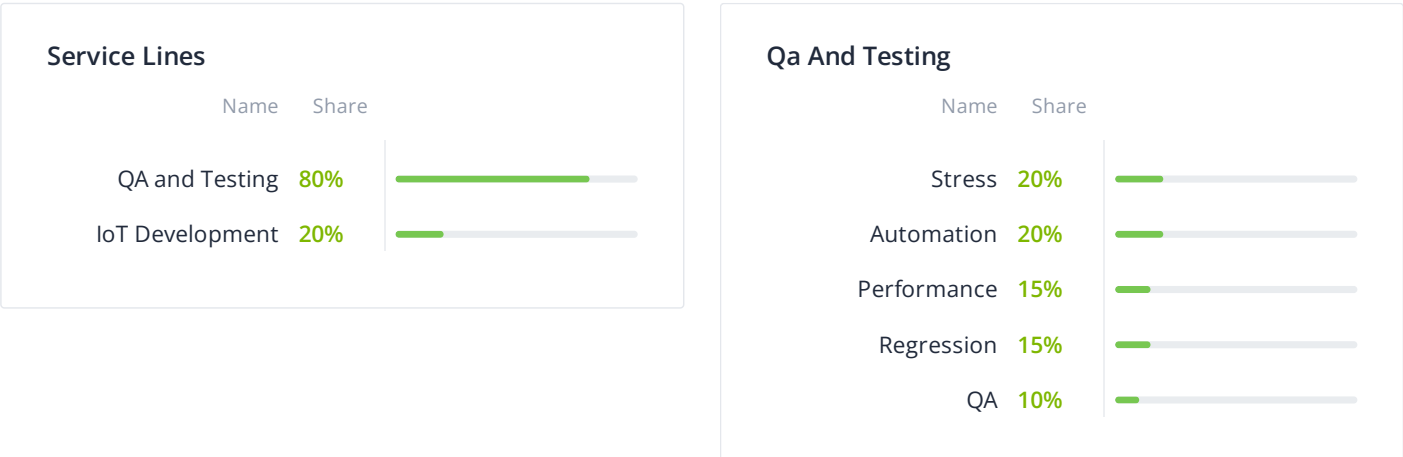 Service Lines
Name Share
QA and Testing 80%
IoT Development 20%
Qa And Testing
Name Share
Stress 20%
Automation 20%
Performance 15%
Regression 15%
QA 10%